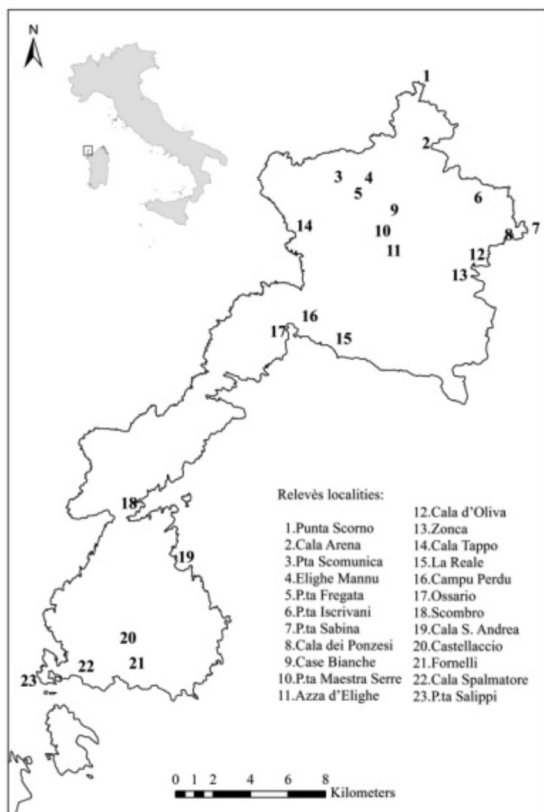 N
1
2
3 4
5
6
9
14
10
8 7
11
12
13
16
17
15
18
19
20
21
22
23
Relevès localities:
1.Punta Scorno
2.Cala Arena
3.Pta Scomunica
4.Elighe Mannu
5.P.ta Fregata
6.P.ta Iscrivani
7.P.ta Sabina
8.Cala dei Ponzesi
9.Case Bianche
10.P.ta Maestra Serre
11.Azza d'Elighe
12.Cala d'Oliva
13.Zonca
14.Cala Tappo
15.La Reale
16.Campu Perdu
17.Ossario
18.Scombro
19.Cala S. Andrea
20.Castellaccio
21.Fornelli
22.Cala Spalmatore
23.P.ta Salippi
0 1 2 4 6 8
Kilometers